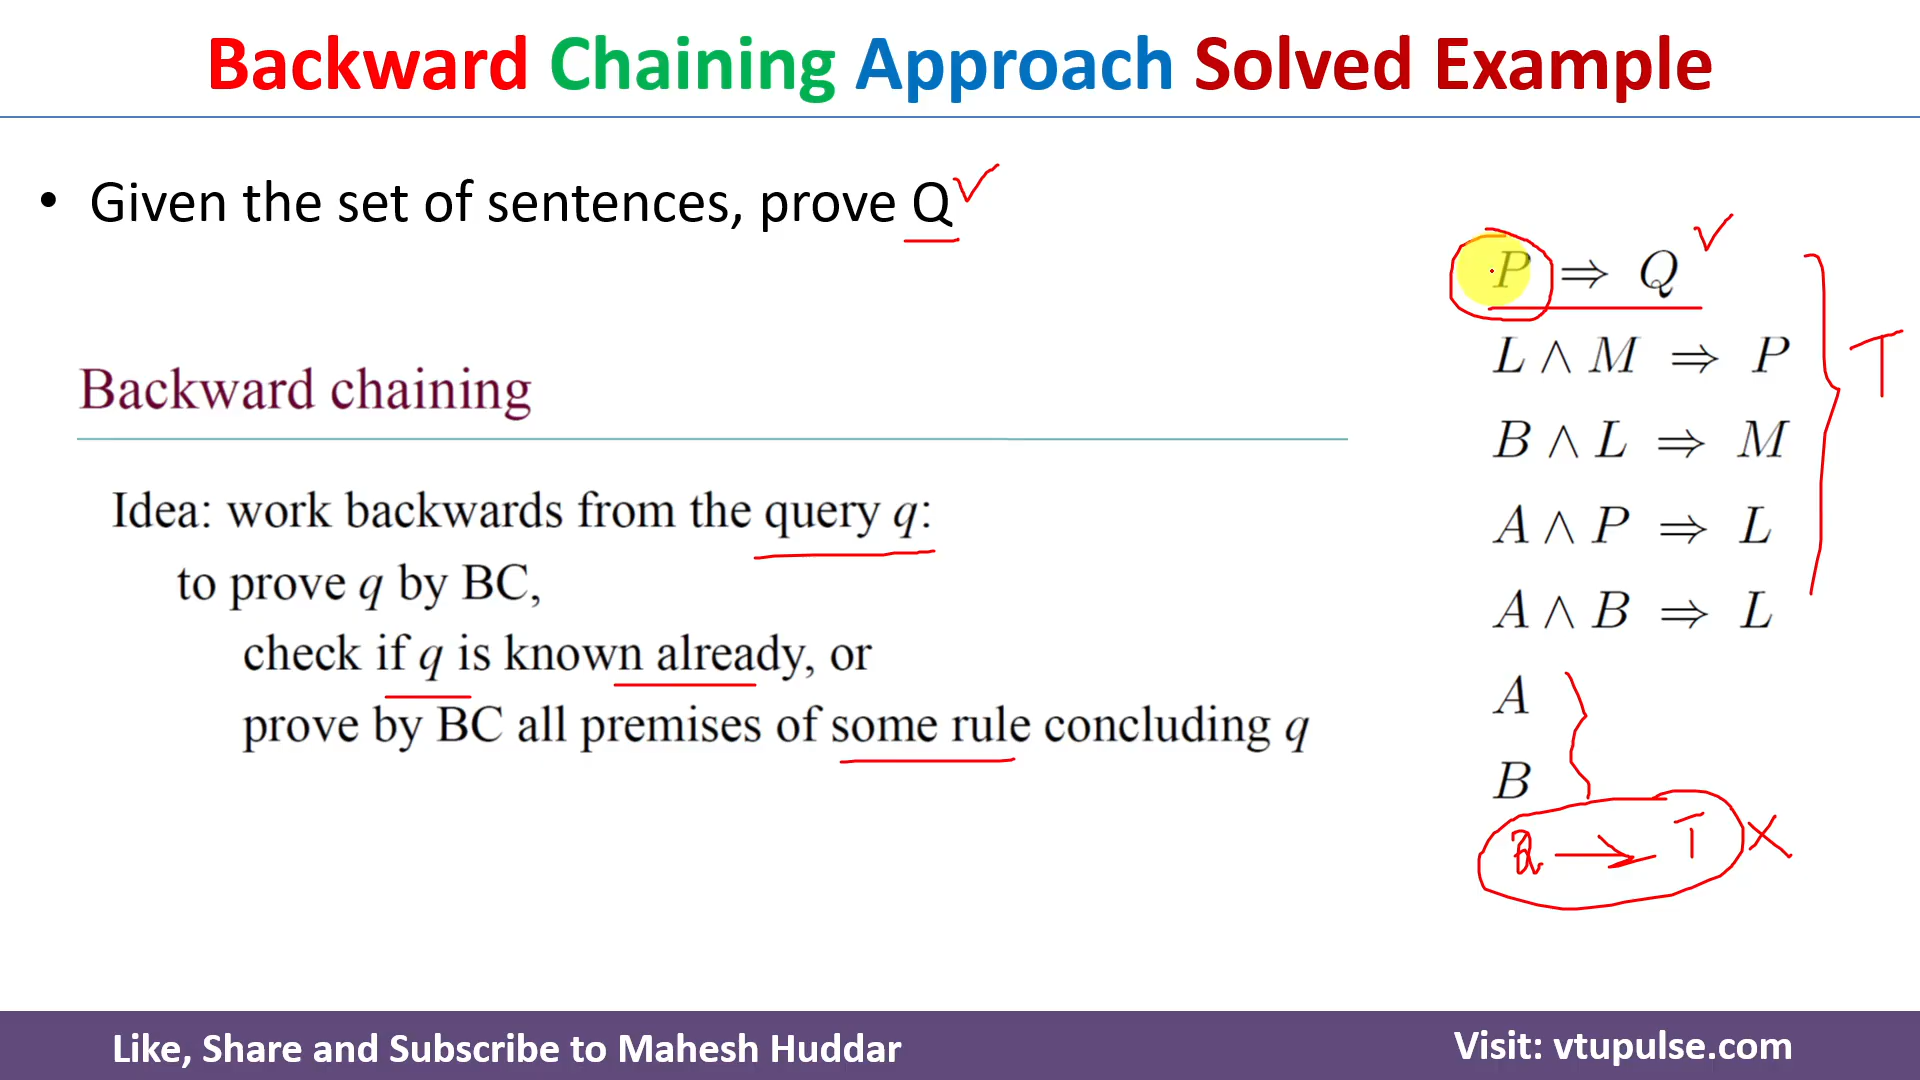 Backward Chaining Approach Solved Example
• Given the set of sentences, prove Q
Backward chaining
Idea: work backwards from the query q:
to prove q by BC,
check if q is known already, or
prove by BC all premises of some rule concluding q
P ⇒ Q
L ∧ M ⇒ P
B ∧ L ⇒ M
A ∧ P ⇒ L
A ∧ B ⇒ L
A
B
T
→ T X
Like, Share and Subscribe to Mahesh Huddar
Visit: vtupulse.com